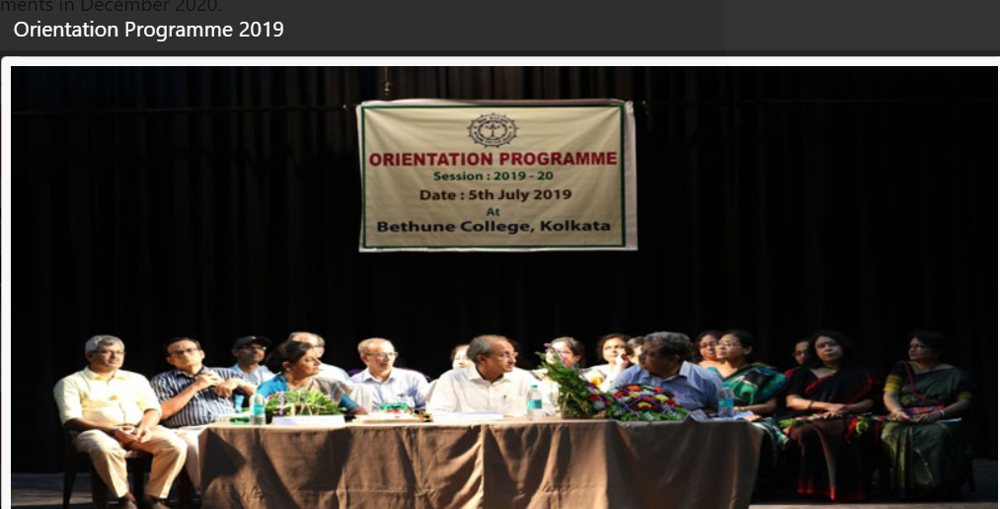 ments in December 2020.
Orientation Programme 2019
ORIENTATION PROGRAMME
Session : 2019 - 20
Date : 5th July 2019
At
Bethune College, Kolkata